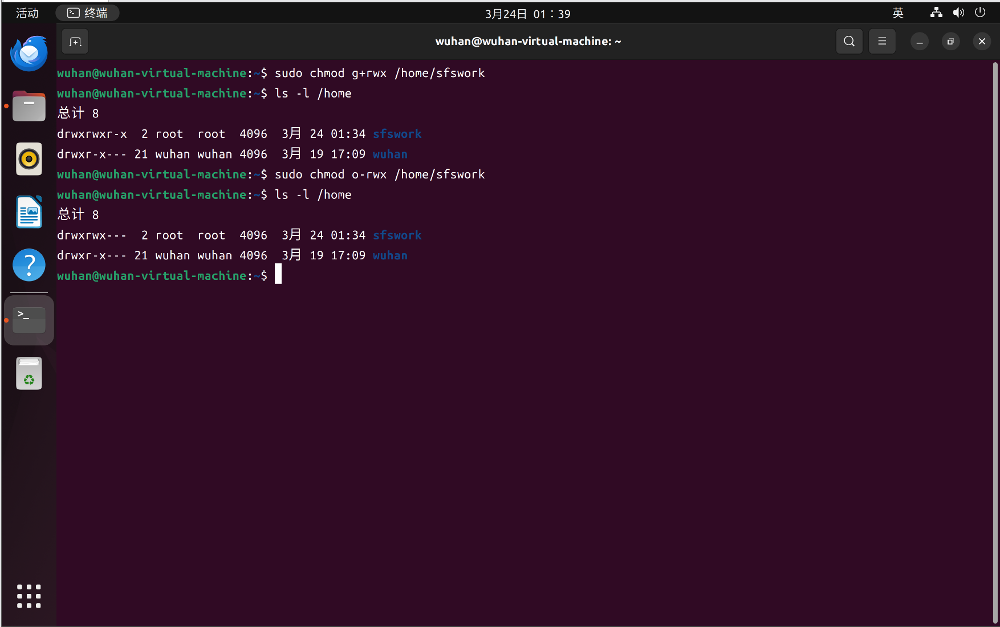 活动 终端 3月24日 01：39 英
wuhan@wuhan-virtual-machine: ~
wuhan@wuhan-virtual-machine:~$ sudo chmod g+rwx /home/sfswork
wuhan@wuhan-virtual-machine:~$ ls -l /home
总计 8
drwxrwxr-x  2 root  root  4096  3月 24 01:34 sfswork
drwxr-x--- 21 wuhan wuhan 4096  3月 19 17:09 wuhan
wuhan@wuhan-virtual-machine:~$ sudo chmod o-rwx /home/sfswork
wuhan@wuhan-virtual-machine:~$ ls -l /home
总计 8
drwxrwx---  2 root  root  4096  3月 24 01:34 sfswork
drwxr-x--- 21 wuhan wuhan 4096  3月 19 17:09 wuhan
wuhan@wuhan-virtual-machine:~$